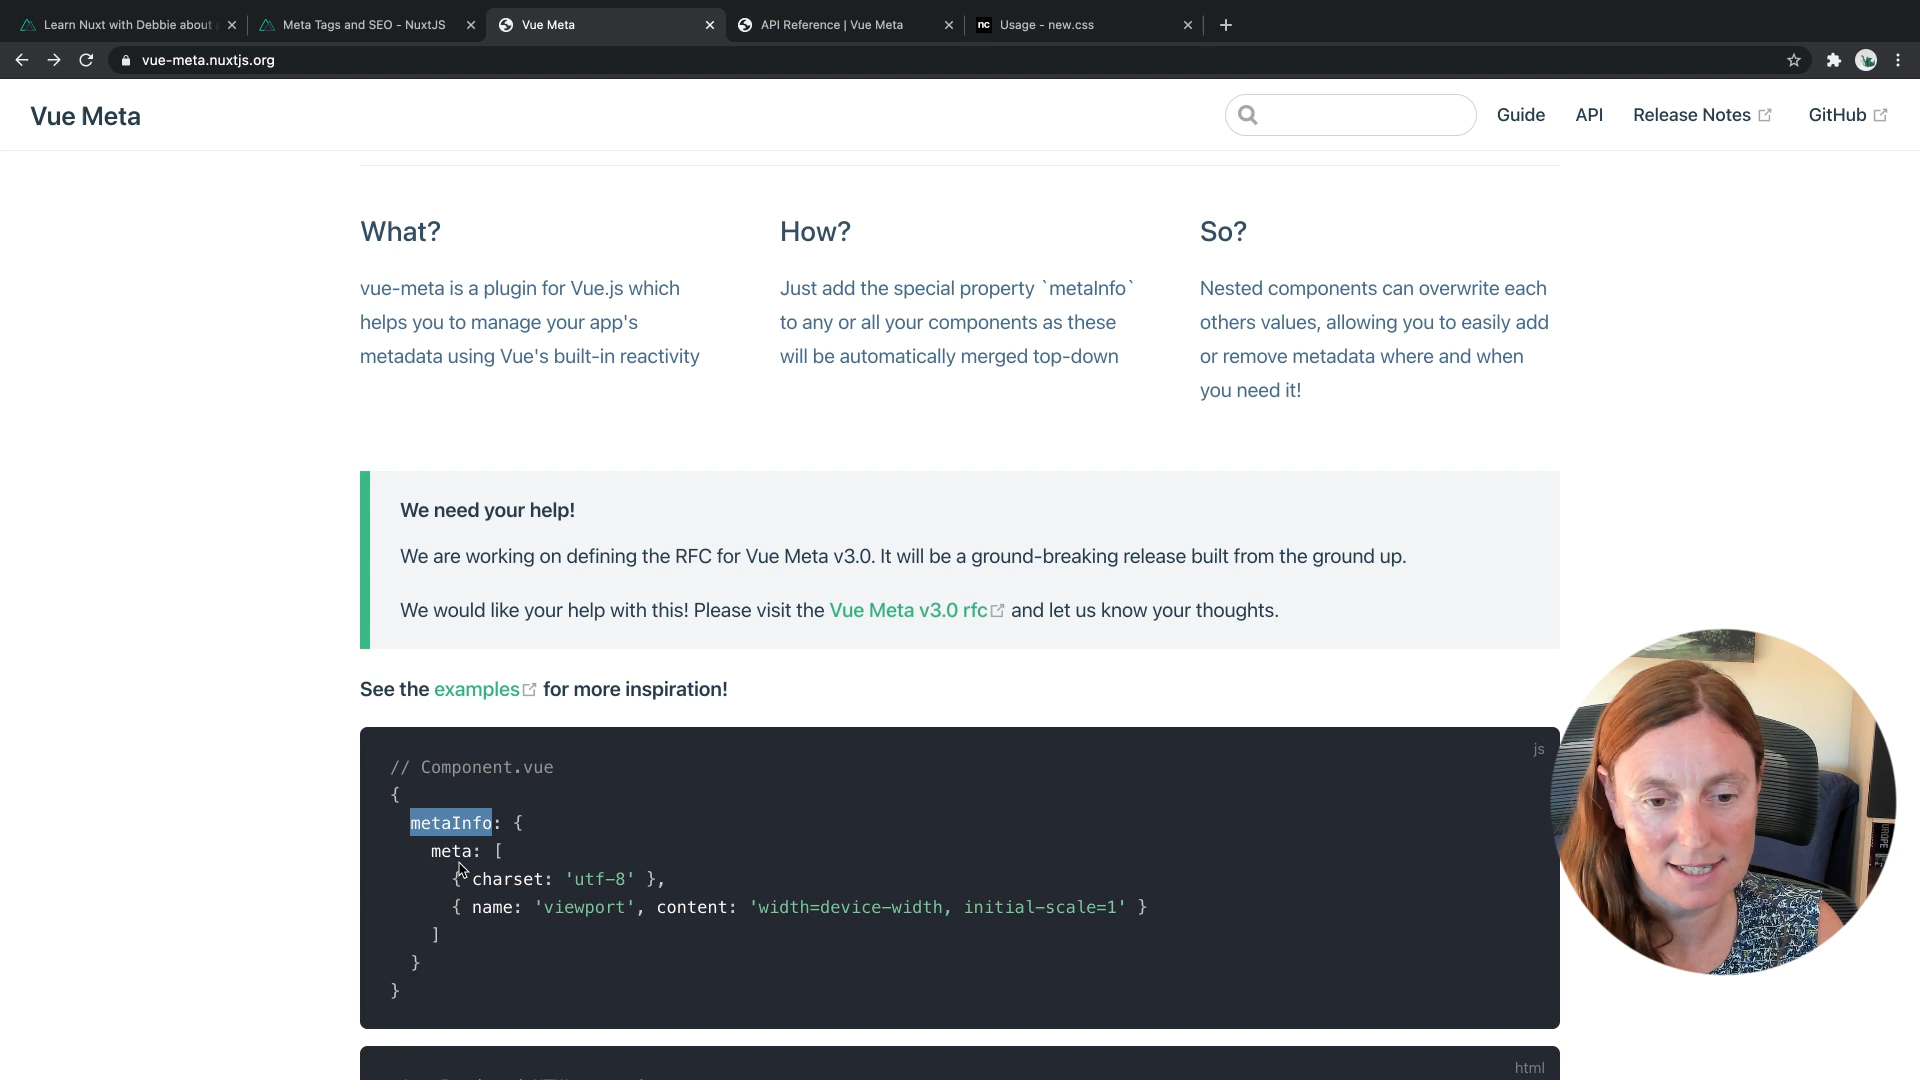 Learn Nuxt with Debbie about
Meta Tags and SEO - NuxtJS
Vue Meta
API Reference | Vue Meta
nc
Usage - new.css
vue-meta.nuxtjs.org
Vue Meta
Guide
API
Release Notes
GitHub
What?
vue-meta is a plugin for Vue.js which
helps you to manage your app's
metadata using Vue's built-in reactivity
How?
Just add the special property `metaInfo`
to any or all your components as these
will be automatically merged top-down
So?
Nested components can overwrite each
others values, allowing you to easily add
or remove metadata where and when
you need it!
We need your help!
We are working on defining the RFC for Vue Meta v3.0. It will be a ground-breaking release built from the ground up.
We would like your help with this! Please visit the Vue Meta v3.0 rfc and let us know your thoughts.
See the examples for more inspiration!
js
// Component.vue
{
metaInfo: {
meta: [
{ charset: 'utf-8' },
{ name: 'viewport', content: 'width=device-width, initial-scale=1' }
]
}
}
html